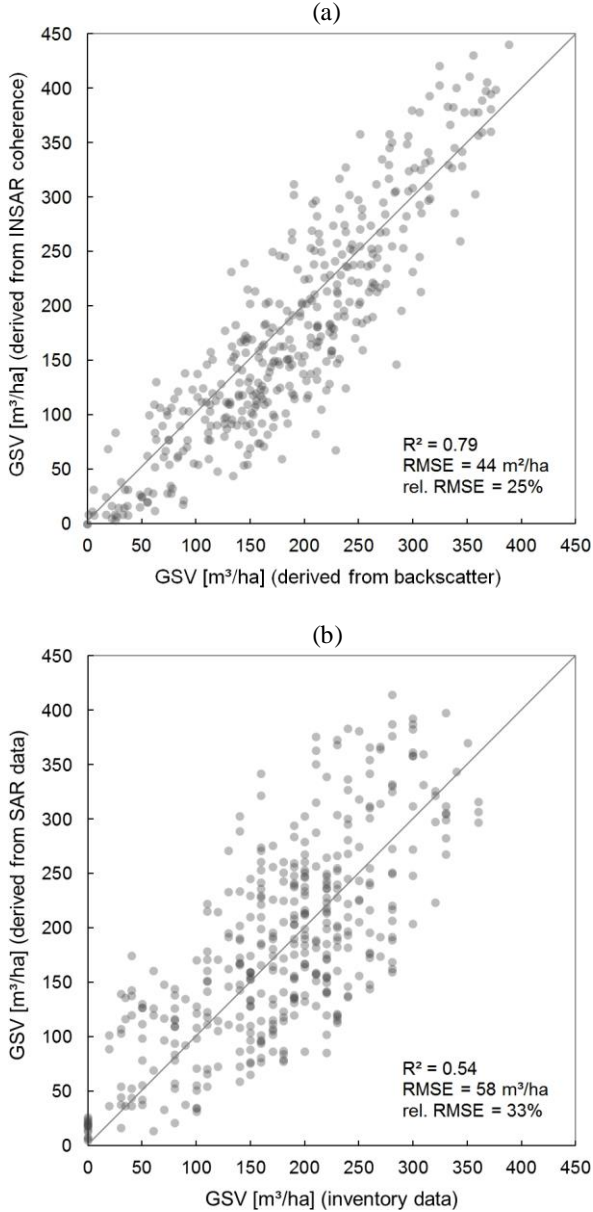 (a)
GSV [m³/ha] (derived from INSAR coherence)
450
400
350
300
250
200
150
100
50
0
R² = 0.79
RMSE = 44 m²/ha
rel. RMSE = 25%
0 50 100 150 200 250 300 350 400 450
GSV [m³/ha] (derived from backscatter)
(b)
GSV [m³/ha] (derived from SAR data)
450
400
350
300
250
200
150
100
50
0
R² = 0.54
RMSE = 58 m³/ha
rel. RMSE = 33%
0 50 100 150 200 250 300 350 400 450
GSV [m³/ha] (inventory data)